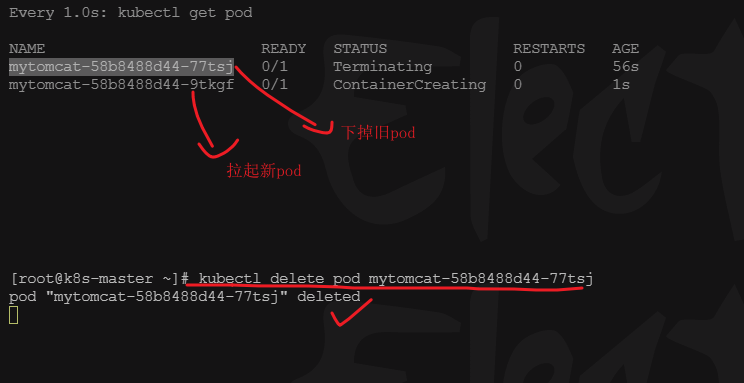 Every 1.0s: kubectl get pod
NAME READY STATUS RESTARTS AGE
mytomcat-58b8488d44-77tsj 0/1 Terminating 0 56s
mytomcat-58b8488d44-9tkgf 0/1 ContainerCreating 0 1s
下掉旧pod
拉起新pod
[root@k8s-master ~]# kubectl delete pod mytomcat-58b8488d44-77tsj
pod "mytomcat-58b8488d44-77tsj" deleted
Elect
Elect